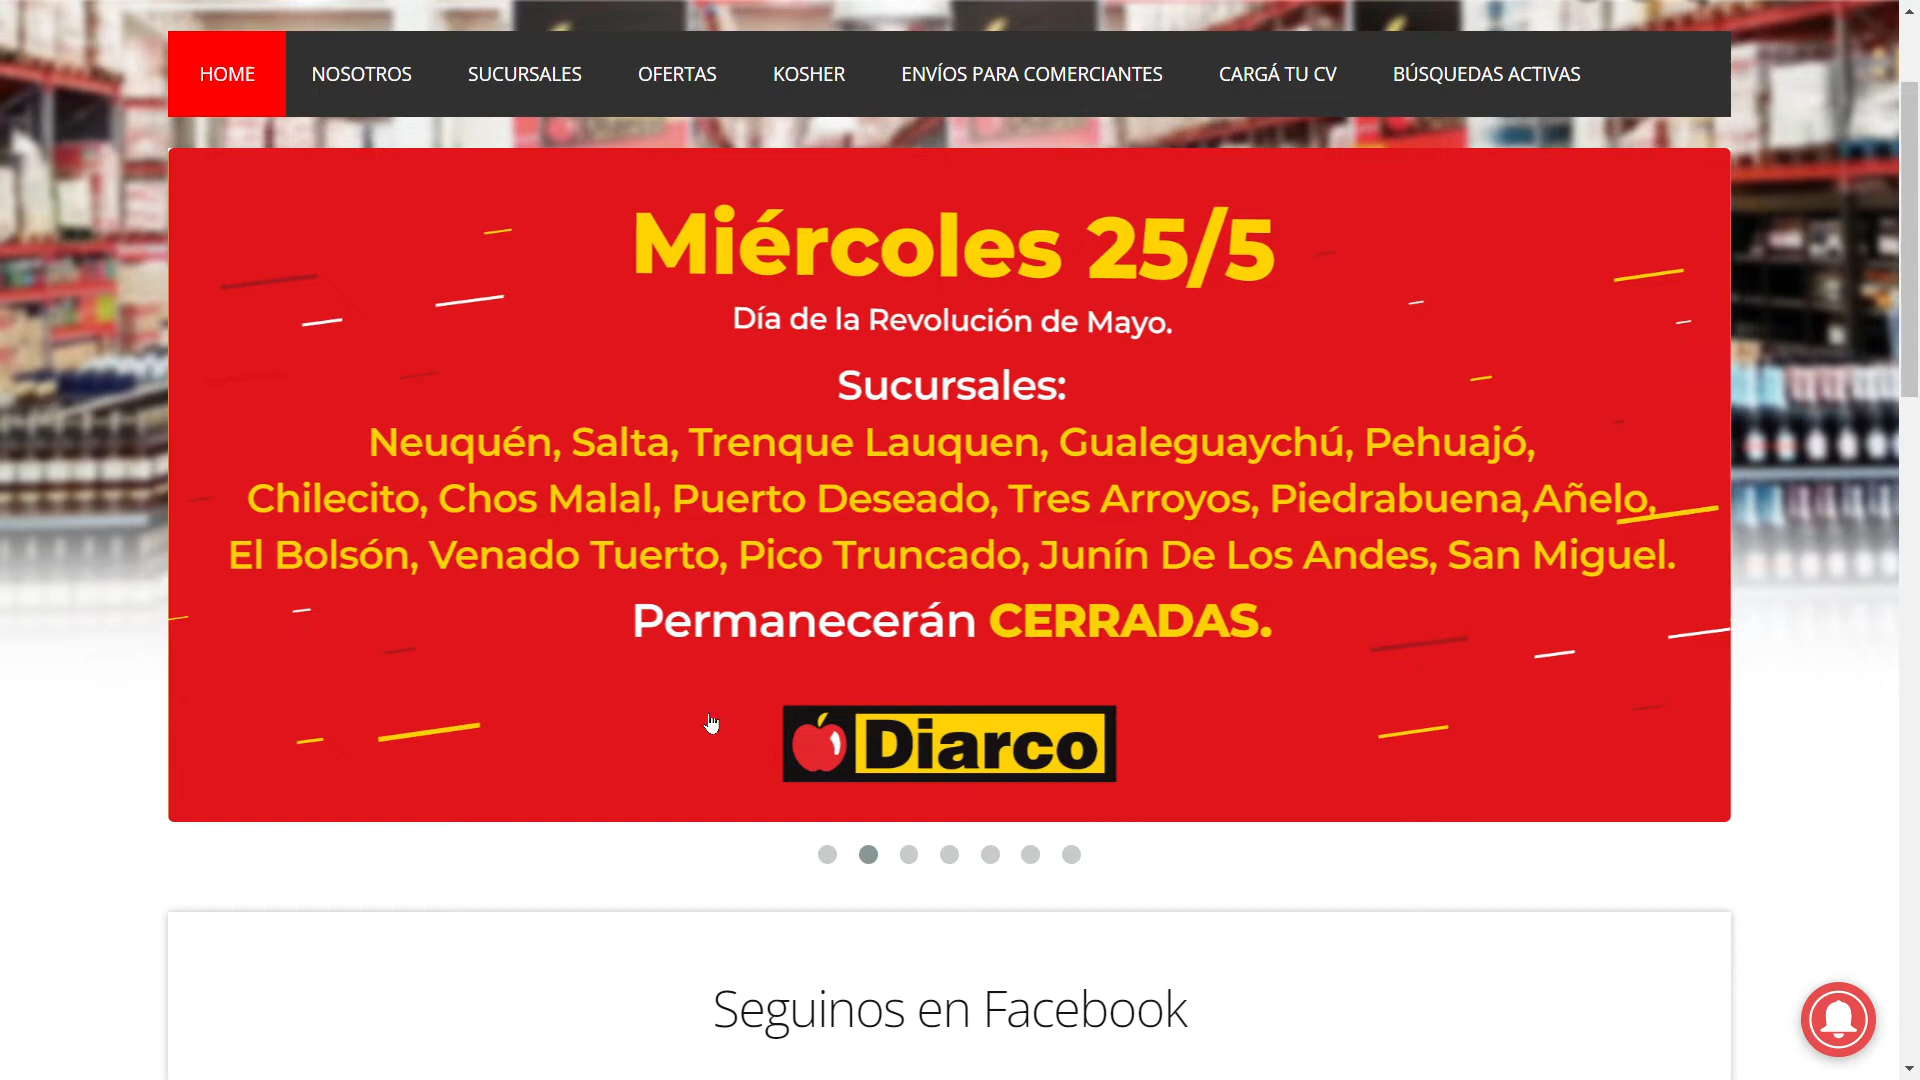 HOME NOSOTROS SUCURSALES OFERTAS KOSHER ENVÍOS PARA COMERCIANTES CARGÁ TU CV BÚSQUEDAS ACTIVAS
Miércoles 25/5
Día de la Revolución de Mayo.
Sucursales:
Neuquén, Salta, Trenque Lauquen, Gualeguaychú, Pehuajó,
Chilecito, Chos Malal, Puerto Deseado, Tres Arroyos, Piedrabuena, Añelo,
El Bolsón, Venado Tuerto, Pico Truncado, Junín De Los Andes, San Miguel.
Permanecerán CERRADAS.
Diarco
Seguinos en Facebook